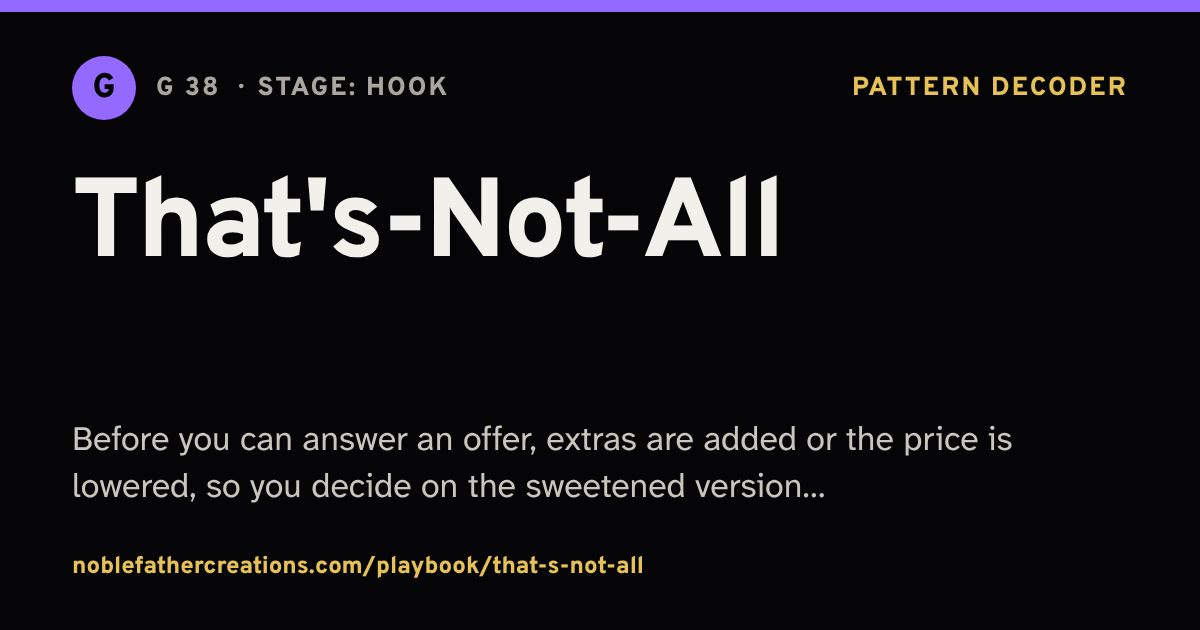 G
G 38 · STAGE: HOOK
PATTERN DECODER
That's-Not-All
Before you can answer an offer, extras are added or the price is
lowered, so you decide on the sweetened version...
noblefathercreations.com/playbook/that-s-not-all